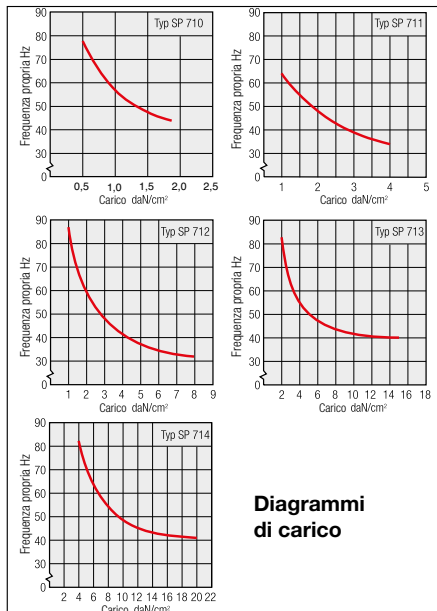 Typ SP 710
Frequenza propria Hz
90
80
70
60
50
40
30
0
0,5 1,0 1,5 2,0 2,5
Carico daN/cm²
Typ SP 711
Frequenza propria Hz
90
80
70
60
50
40
30
0
1 2 3 4 5
Carico daN/cm²
Typ SP 712
Frequenza propria Hz
90
80
70
60
50
40
30
0
1 2 3 4 5 6 7 8 9
Carico daN/cm²
Typ SP 713
Frequenza propria Hz
90
80
70
60
50
40
30
0
2 4 6 8 10 12 14 16 18
Carico daN/cm²
Typ SP 714
Frequenza propria Hz
90
80
70
60
50
40
30
0
2 4 6 8 10 12 14 16 18 20 22
Carico daN/cm²
Diagrammi
di carico